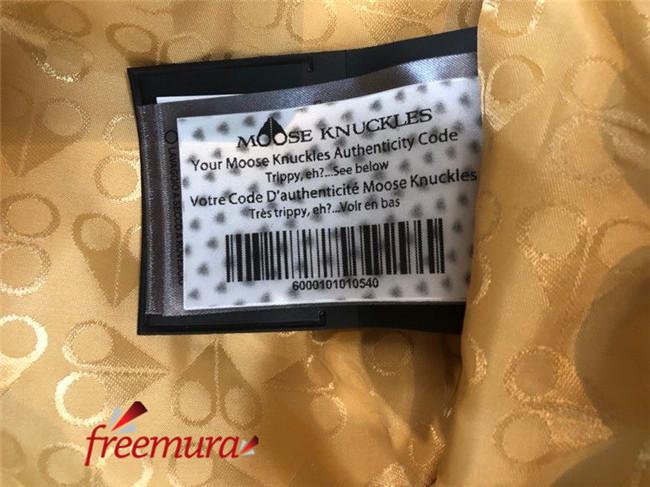 MOOSE KNUCKLES
Your Moose Knuckles Authenticity Code
Trippy, eh?...See below
Votre Code D'authenticité Moose Knuckles
Très trippy, eh?...Voir en bas
6000101010540
freemura